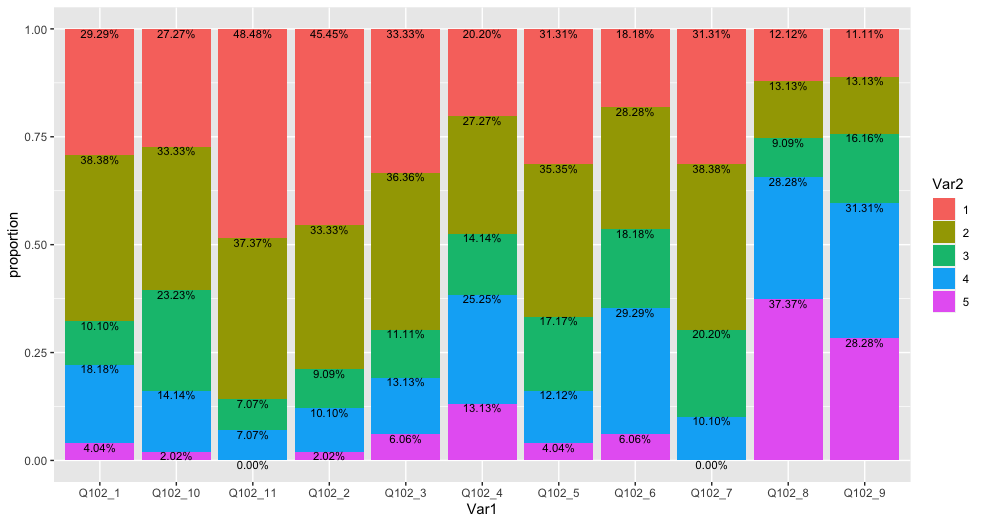 1.00
0.75
0.50
0.25
0.00
proportion
29.29% 27.27% 48.48% 45.45% 33.33% 20.20% 31.31% 18.18% 31.31% 12.12% 11.11%
38.38% 33.33% 37.37% 33.33% 36.36% 27.27% 35.35% 28.28% 38.38% 13.13% 13.13%
10.10% 23.23% 7.07% 9.09% 11.11% 14.14% 17.17% 18.18% 20.20% 9.09% 16.16%
18.18% 14.14% 7.07% 10.10% 13.13% 25.25% 12.12% 29.29% 10.10% 28.28% 31.31%
4.04% 2.02% 0.00% 2.02% 6.06% 13.13% 4.04% 6.06% 0.00% 37.37% 28.28%
Q102_1 Q102_10 Q102_11 Q102_2 Q102_3 Q102_4 Q102_5 Q102_6 Q102_7 Q102_8 Q102_9
Var1
Var2
1
2
3
4
5